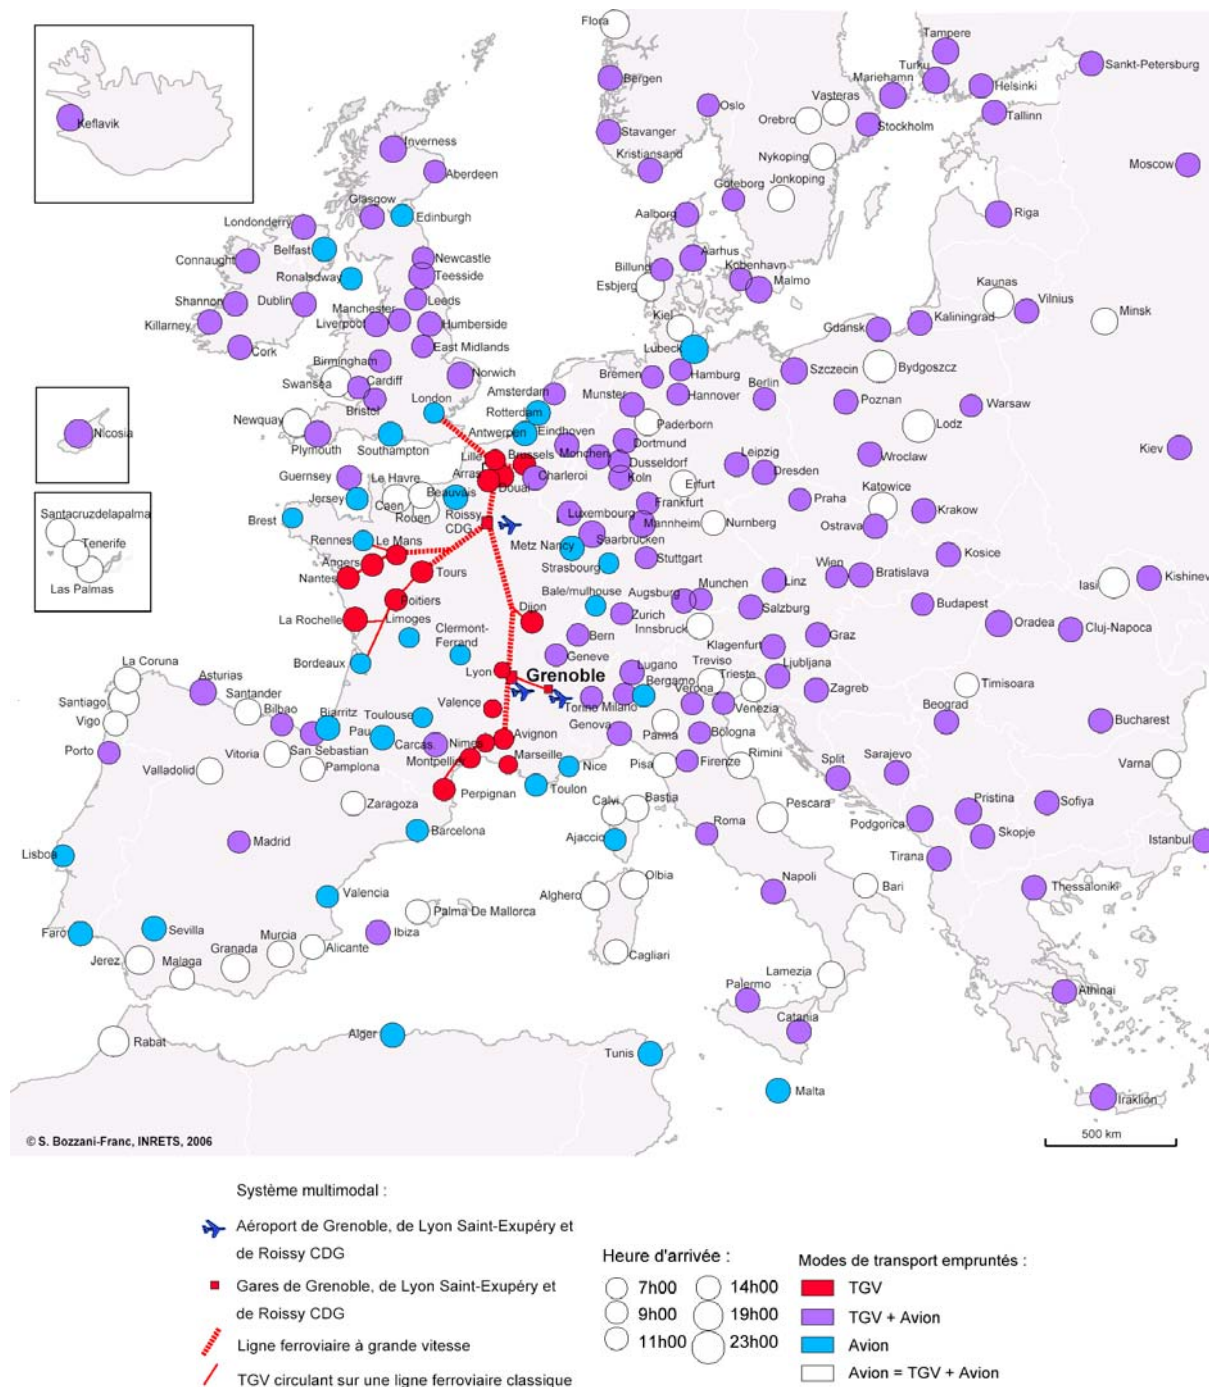 Flora
Tampere
Turku
Sankt-Petersburg
Mariehamn
Helsinki
Bergen
Vasteras
Oslo
Orebro
Tallinn
Keflavik
Stavanger
Stockholm
Inverness
Kristiansand
Nykoping
Moscow
Aberdeen
Goteborg
Jonkoping
Glasgow
Edinburgh
Aalborg
Riga
Londonderry
Belfast
Connaught
Newcastle
Aarhus
Ronalsdway
Teesside
Billund
Kobenhavn
Esbjerg
Malmo
Kaunas
Vilnius
Shannon
Dublin
Manchester
Leeds
Kiel
Minsk
Killarney
Liverpool
Humberside
Gdansk
Kaliningrad
Cork
East Midlands
Lubeck
Birmingham
Norwich
Bremen
Hamburg
Szczecin
Bydgoszcz
Swansea
Cardiff
Amsterdam
Berlin
Munster
Hannover
Newquay
Bristol
London
Rotterdam
Poznan
Warsaw
Paderborn
Lodz
Nicosia
Plymouth
Southampton
Antwerpen
Eindhoven
Dortmund
Kiev
Lille
Brussels
Monchen
Dusseldorf
Leipzig
Wroclaw
Guernsey
Le Havre
Arras
Douai
Charleroi
Koln
Erfurt
Dresden
Katowice
Jersey
Caen
Beauvais
Rouen
Roissy
CDG
Luxembourg
Frankfurt
Praha
Krakow
Santacruzdelapalma
Brest
Mannheim
Nurnberg
Ostrava
Tenerife
Rennes
Le Mans
Metz Nancy
Saarbrucken
Las Palmas
Angers
Strasbourg
Stuttgart
Kosice
Nantes
Tours
Wien
Bratislava
Iasi
Kishinev
Bale/mulhouse
Augsburg
Munchen
Linz
Poitiers
Dijon
Zurich
Salzburg
Budapest
La Rochelle
Limoges
Innsbruck
Graz
Oradea
Cluj-Napoca
Clermont-
Ferrand
Bern
Klagenfurt
Bordeaux
Geneve
Lugano
Treviso
Ljubljana
La Coruna
Lyon
Grenoble
Bergamo
Trieste
Asturias
Timisoara
Santiago
Santander
Valence
Torino
Milano
Verona
Venezia
Zagreb
Vigo
Bilbao
Biarritz
Toulouse
Beograd
Bucharest
Porto
Vitoria
San Sebastian
Pau
Carcas.
Nimes
Avignon
Genova
Parma
Bologna
Valladolid
Pamplona
Montpellier
Marseille
Nice
Pisa
Firenze
Rimini
Split
Sarajevo
Varna
Perpignan
Toulon
Zaragoza
Calvi
Bastia
Pescara
Pristina
Sofiya
Barcelona
Ajaccio
Roma
Podgorica
Skopje
Lisboa
Madrid
Tirana
Istanbul
Valencia
Olbia
Napoli
Bari
Thessaloniki
Alghero
Palma De Mallorca
Faro
Sevilla
Murcia
Ibiza
Jerez
Granada
Alicante
Cagliari
Malaga
Lamezia
Palermo
Athinai
Catania
Rabat
Alger
Tunis
Malta
Iraklion
© S. Bozzani-Franc, INRETS, 2006
500 km
Système multimodal :
Aéroport de Grenoble, de Lyon Saint-Exupéry et
de Roissy CDG
Gares de Grenoble, de Lyon Saint-Exupéry et
de Roissy CDG
Ligne ferroviaire à grande vitesse
TGV circulant sur une ligne ferroviaire classique
Heure d'arrivée :
7h00
14h00
9h00
19h00
11h00
23h00
Modes de transport empruntés :
TGV
TGV + Avion
Avion
Avion = TGV + Avion